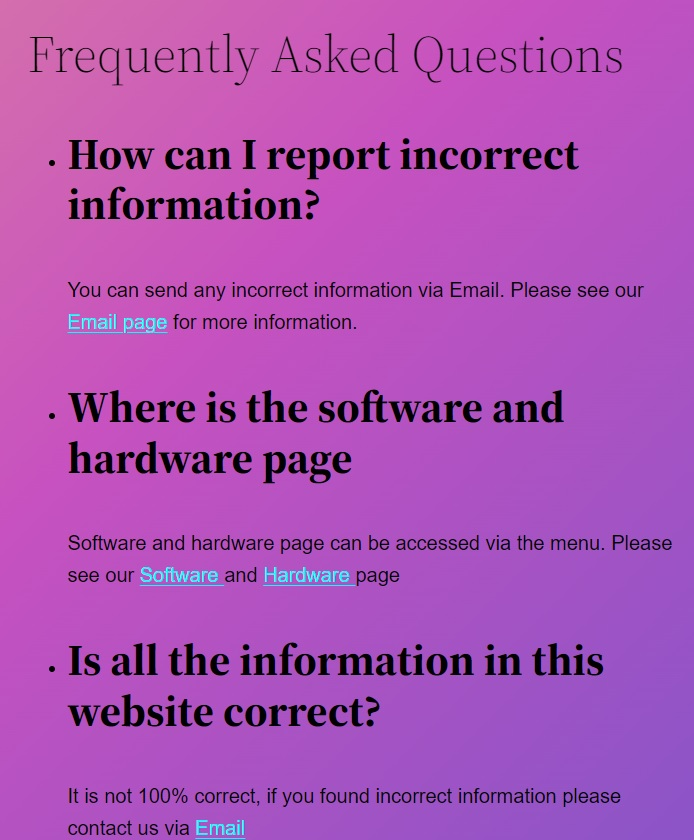 Frequently Asked Questions
How can I report incorrect
information?
You can send any incorrect information via Email. Please see our
Email page for more information.
Where is the software and
hardware page
Software and hardware page can be accessed via the menu. Please
see our Software and Hardware page
Is all the information in this
website correct?
It is not 100% correct, if you found incorrect information please
contact us via Email